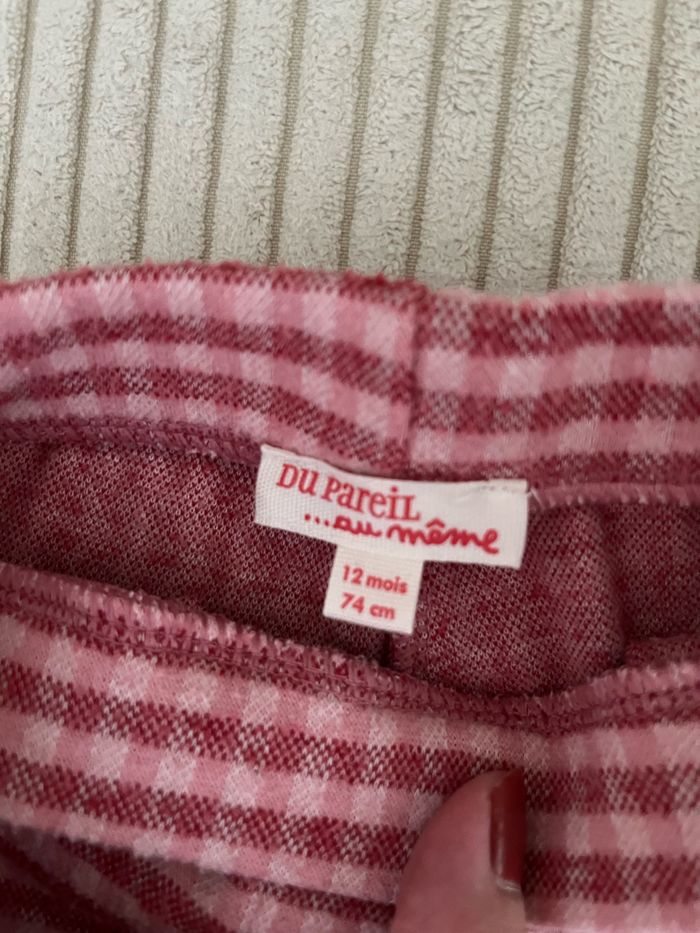 DU PAREIL
...au même
12 mois
74 cm